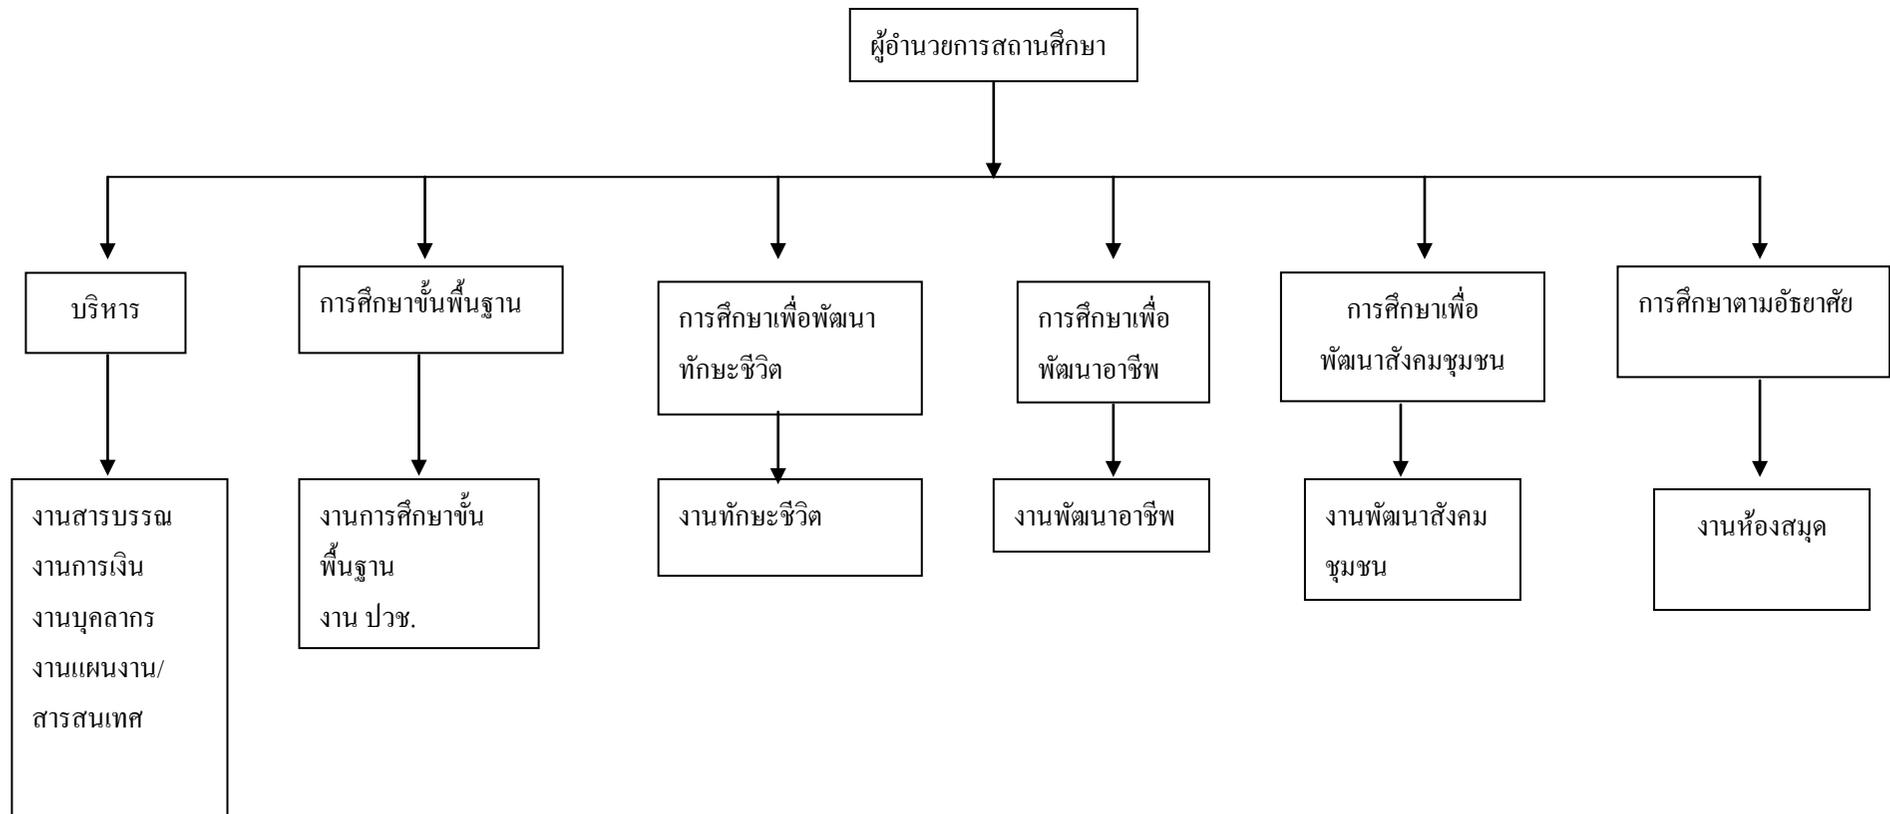 ผู้อำนวยการสถานศึกษา
บริหาร
การศึกษาขั้นพื้นฐาน
การศึกษาเพื่อพัฒนา
ทักษะชีวิต
การศึกษาเพื่อ
พัฒนาอาชีพ
การศึกษาเพื่อ
พัฒนาสังคมชุมชน
การศึกษาตามอัธยาศัย
งานสารบรรณ
งานการเงิน
งานบุคลากร
งานแผนงาน/
สารสนเทศ
งานการศึกษาขั้น
พื้นฐาน
งาน ปวช.
งานทักษะชีวิต
งานพัฒนาอาชีพ
งานพัฒนาสังคม
ชุมชน
งานห้องสมุด